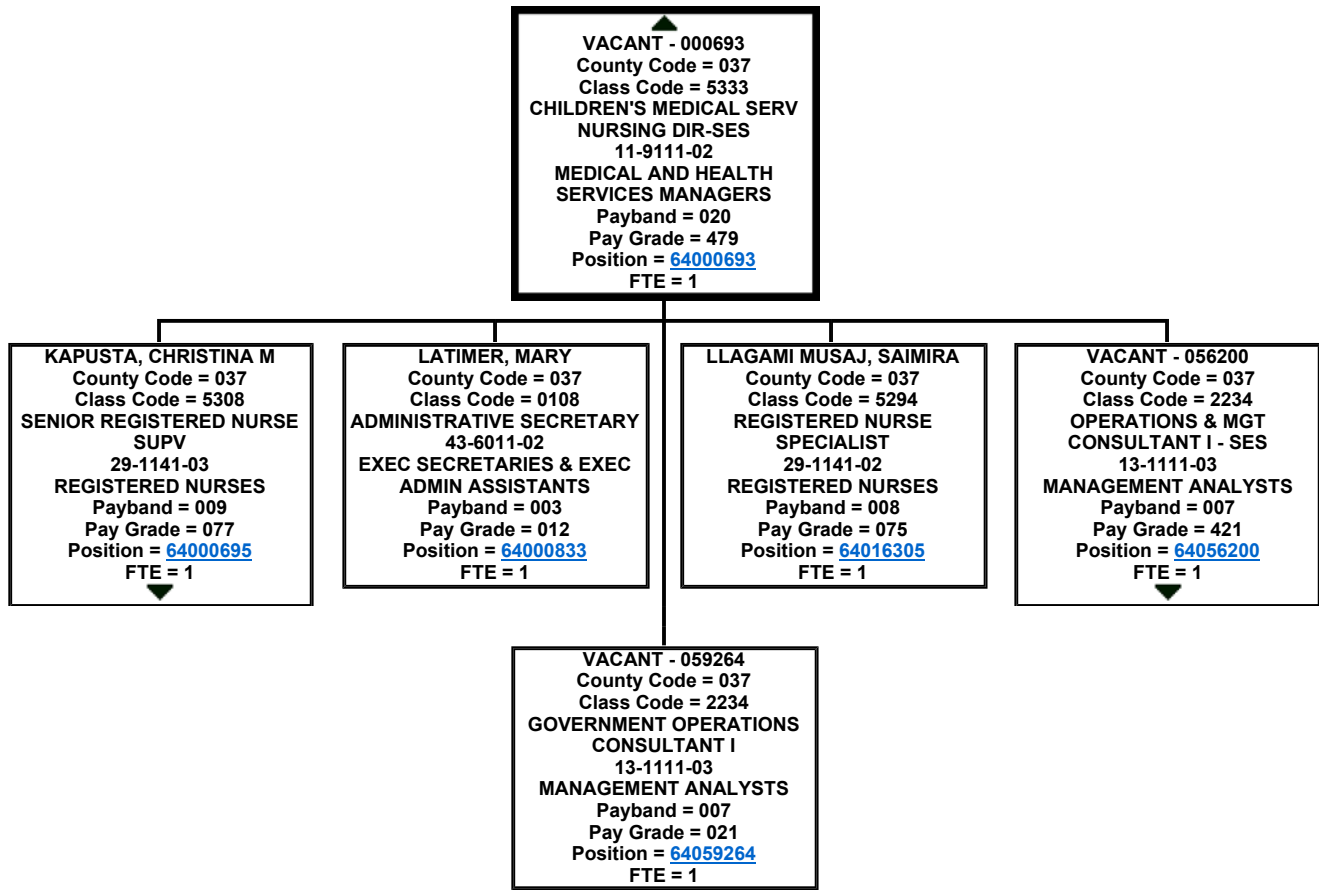 VACANT - 000693
County Code = 037
Class Code = 5333
CHILDREN'S MEDICAL SERV
NURSING DIR-SES
11-9111-02
MEDICAL AND HEALTH
SERVICES MANAGERS
Payband = 020
Pay Grade = 479
Position = 64000693
FTE = 1
KAPUSTA, CHRISTINA M
County Code = 037
Class Code = 5308
SENIOR REGISTERED NURSE
SUPV
29-1141-03
REGISTERED NURSES
Payband = 009
Pay Grade = 077
Position = 64000695
FTE = 1
LATIMER, MARY
County Code = 037
Class Code = 0108
ADMINISTRATIVE SECRETARY
43-6011-02
EXEC SECRETARIES & EXEC
ADMIN ASSISTANTS
Payband = 003
Pay Grade = 012
Position = 64000833
FTE = 1
LLAGAMI MUSAJ, SAIMIRA
County Code = 037
Class Code = 5294
REGISTERED NURSE
SPECIALIST
29-1141-02
REGISTERED NURSES
Payband = 008
Pay Grade = 075
Position = 64016305
FTE = 1
VACANT - 056200
County Code = 037
Class Code = 2234
OPERATIONS & MGT
CONSULTANT I - SES
13-1111-03
MANAGEMENT ANALYSTS
Payband = 007
Pay Grade = 421
Position = 64056200
FTE = 1
VACANT - 059264
County Code = 037
Class Code = 2234
GOVERNMENT OPERATIONS
CONSULTANT I
13-1111-03
MANAGEMENT ANALYSTS
Payband = 007
Pay Grade = 021
Position = 64059264
FTE = 1